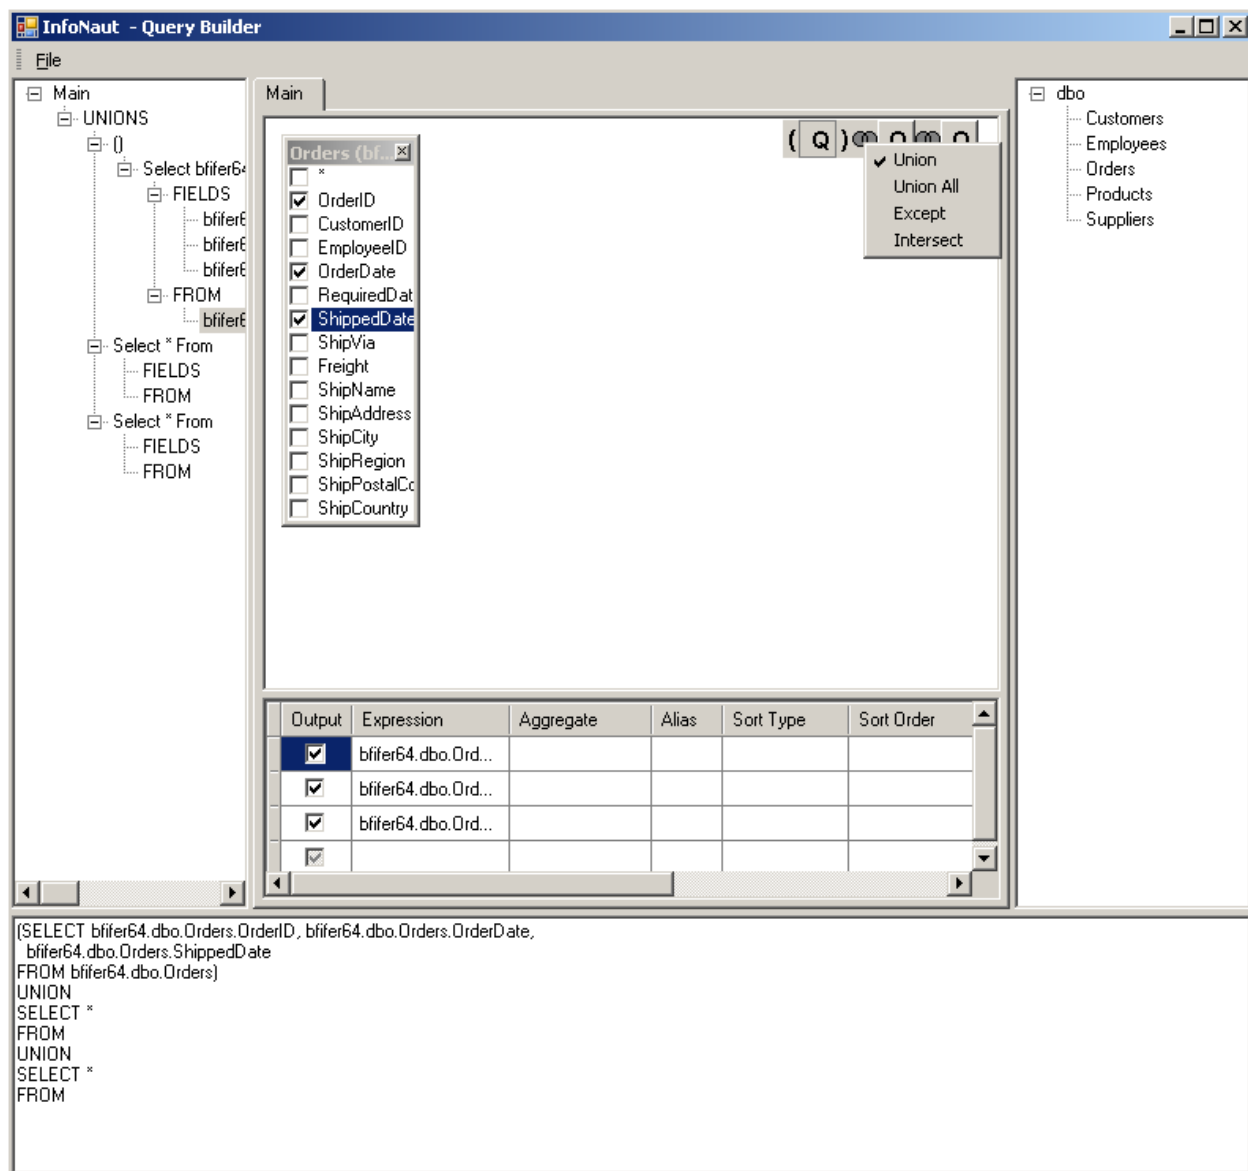 InfoNaut - Query Builder
File
Main
UNIONS
()
Select bfifer64
FIELDS
bfifer6
bfifer6
bfifer6
FROM
bfifer6
Select * From
FIELDS
FROM
Select * From
FIELDS
FROM
Main
( Q ) Q Q
Orders (bf...
*
OrderID
CustomerID
EmployeeID
OrderDate
RequiredDat
ShippedDate
ShipVia
Freight
ShipName
ShipAddress
ShipCity
ShipRegion
ShipPostalCo
ShipCountry
Union
Union All
Except
Intersect
dbo
Customers
Employees
Orders
Products
Suppliers
Output Expression Aggregate Alias Sort Type Sort Order
bfifer64.dbo.Ord...
bfifer64.dbo.Ord...
bfifer64.dbo.Ord...
(SELECT bfifer64.dbo.Orders.OrderID, bfifer64.dbo.Orders.OrderDate,
bfifer64.dbo.Orders.ShippedDate
FROM bfifer64.dbo.Orders)
UNION
SELECT *
FROM
UNION
SELECT *
FROM